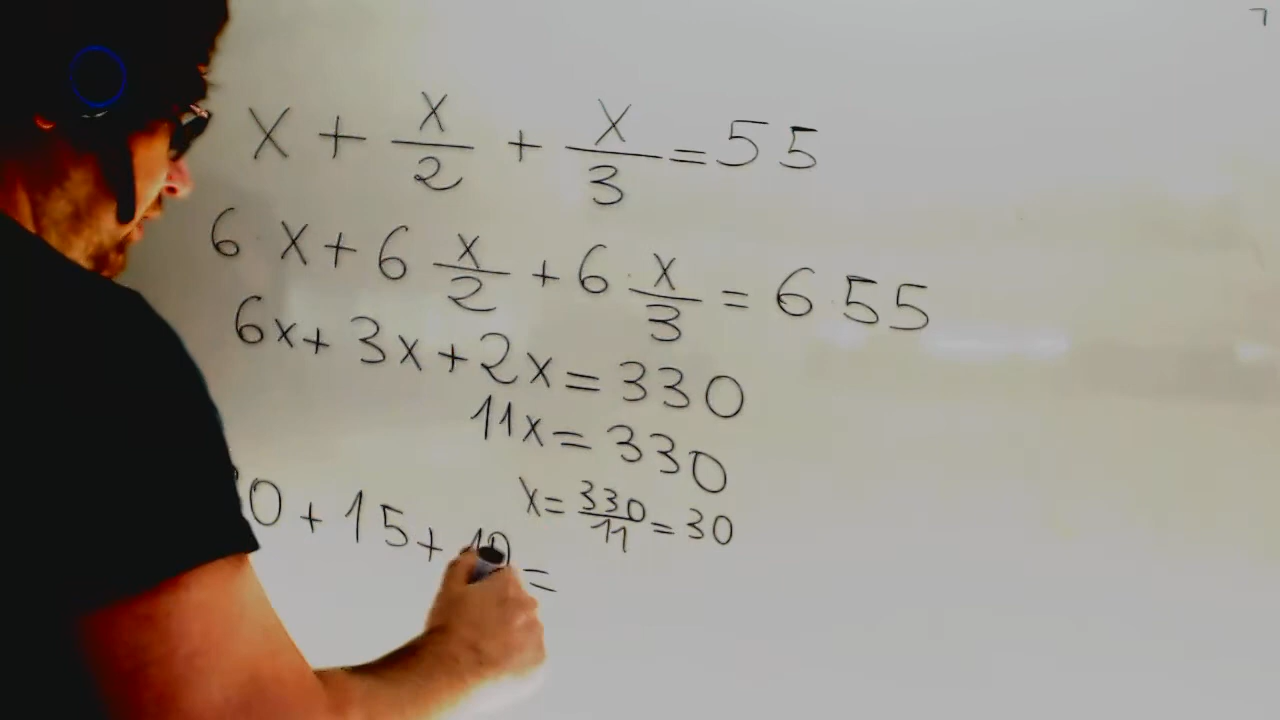 x + x/2 + x/3 = 55
6 · x + 6 x/2 + 6 · x/3 = 6 · 55
6x + 3x + 2x = 330
11x = 330
x = 330/11 = 30
0 + 15 + 10 =